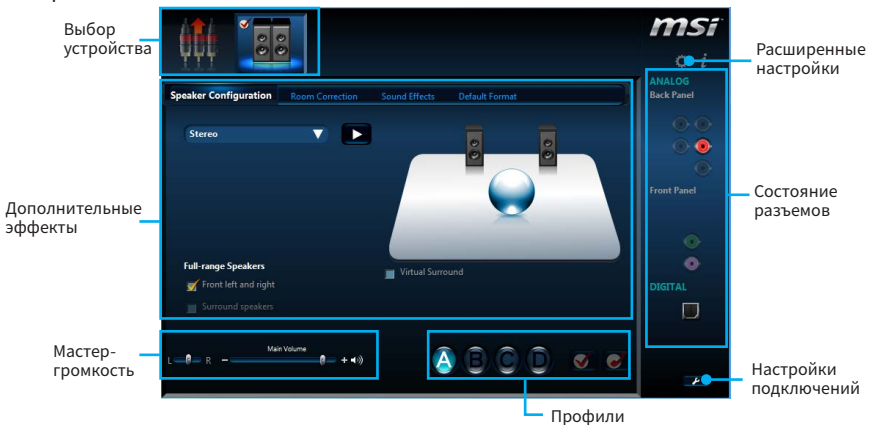 Выбор
устройства
msi
i
Расширенные
настройки
ANALOG
Back Panel
Speaker Configuration Room Correction Sound Effects Default Format
Stereo
Front Panel
Состояние
разъемов
Дополнительные
эффекты
Full-range Speakers
Front left and right
Surround speakers
Virtual Surround
DIGITAL
Мастер-
громкость
Main Volume
L R - +
A B C D
Настройки
подключений
Профили